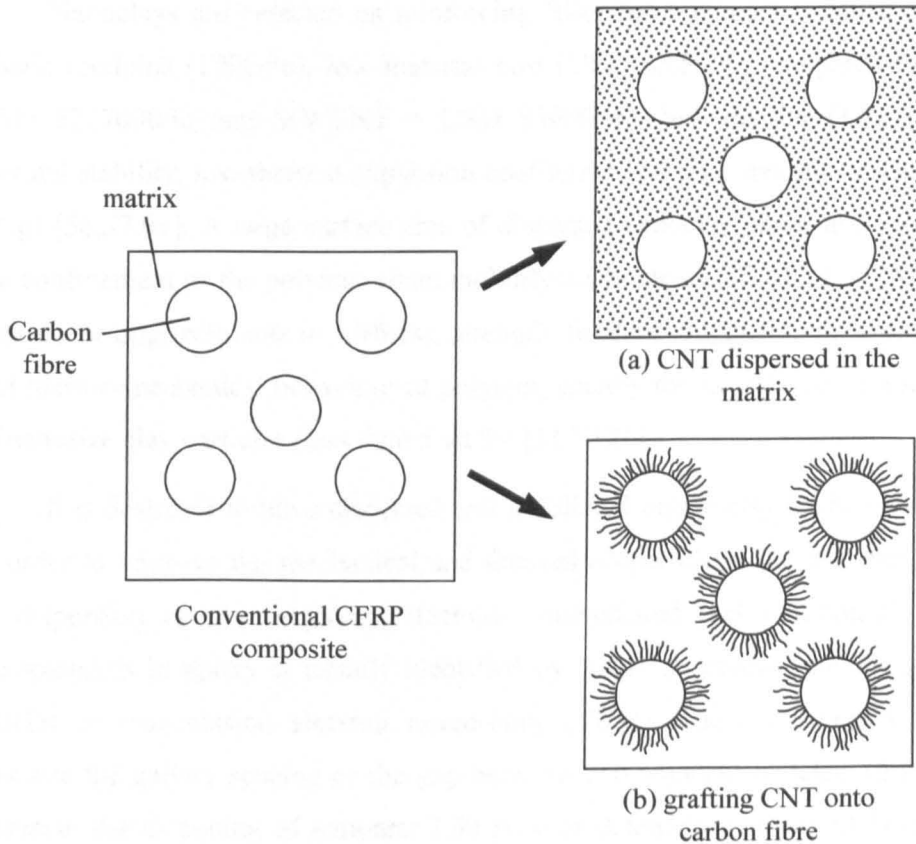 matrix
Carbon
fibre
Conventional CFRP
composite
(a) CNT dispersed in the
matrix
(b) grafting CNT onto
carbon fibre